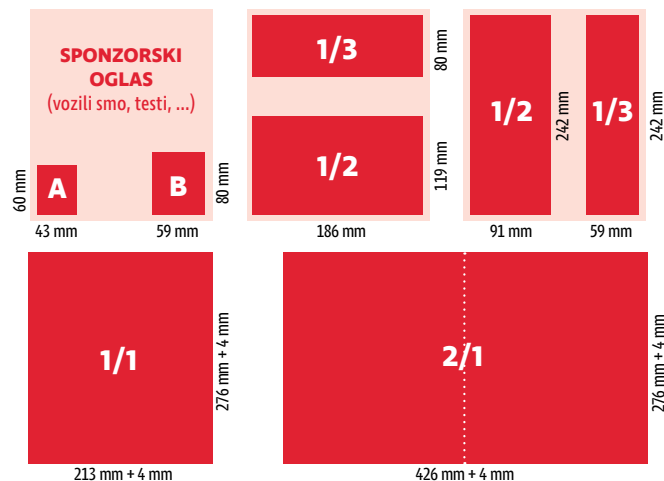 SPONZORSKI
OGLAS
(vozili smo, testi, ...)
A
B
60 mm
80 mm
43 mm
59 mm
1/3
80 mm
1/2
119 mm
186 mm
1/2
242 mm
1/3
242 mm
91 mm
59 mm
1/1
276 mm + 4 mm
213 mm + 4 mm
2/1
276 mm + 4 mm
426 mm + 4 mm